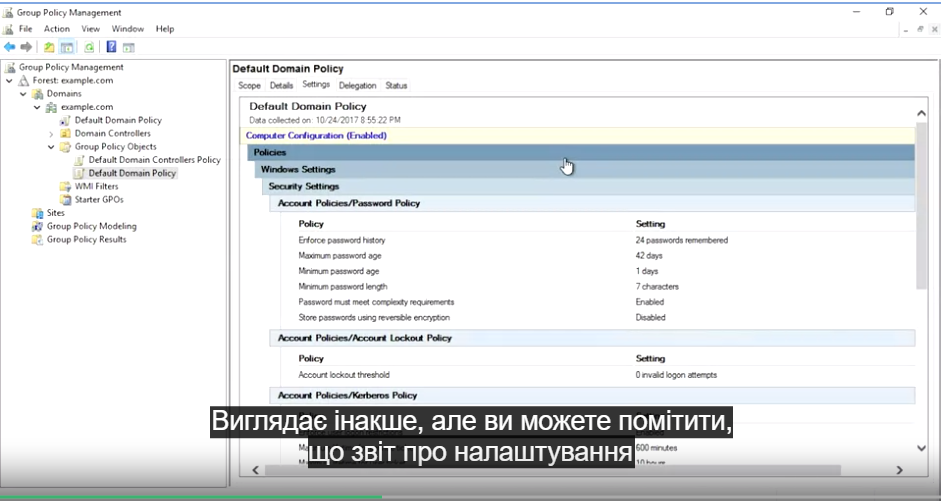 Group Policy Management
File Action View Window Help
Group Policy Management
Forest: example.com
Domains
example.com
Default Domain Policy
Domain Controllers
Group Policy Objects
Default Domain Controllers Policy
Default Domain Policy
WMI Filters
Starter GPOs
Sites
Group Policy Modeling
Group Policy Results
Default Domain Policy
Scope Details Settings Delegation Status
Default Domain Policy
Data collected on: 10/24/2017 8:55:22 PM
Computer Configuration (Enabled)
Policies
Windows Settings
Security Settings
Account Policies/Password Policy
Policy Setting
Enforce password history 24 passwords remembered
Maximum password age 42 days
Minimum password age 1 days
Minimum password length 7 characters
Password must meet complexity requirements Enabled
Store passwords using reversible encryption Disabled
Account Policies/Account Lockout Policy
Policy Setting
Account lockout threshold 0 invalid logon attempts
Account Policies/Kerberos Policy
600 minutes
10 hours
Виглядає інакше, але ви можете помітити,
що звіт про налаштування